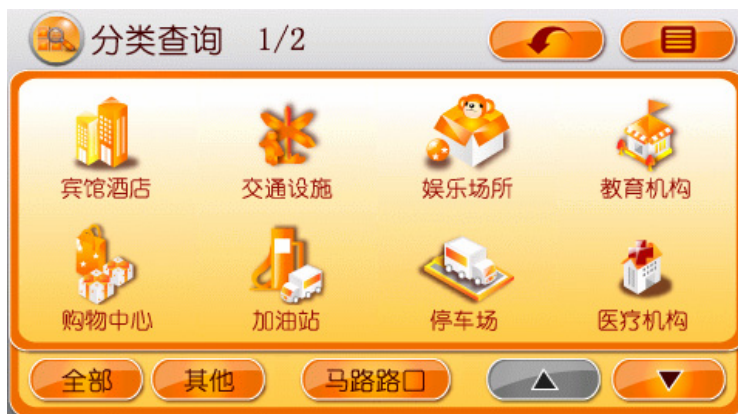 分类查询 1/2
宾馆酒店 交通设施 娱乐场所 教育机构
购物中心 加油站 停车场 医疗机构
全部 其他 马路路口